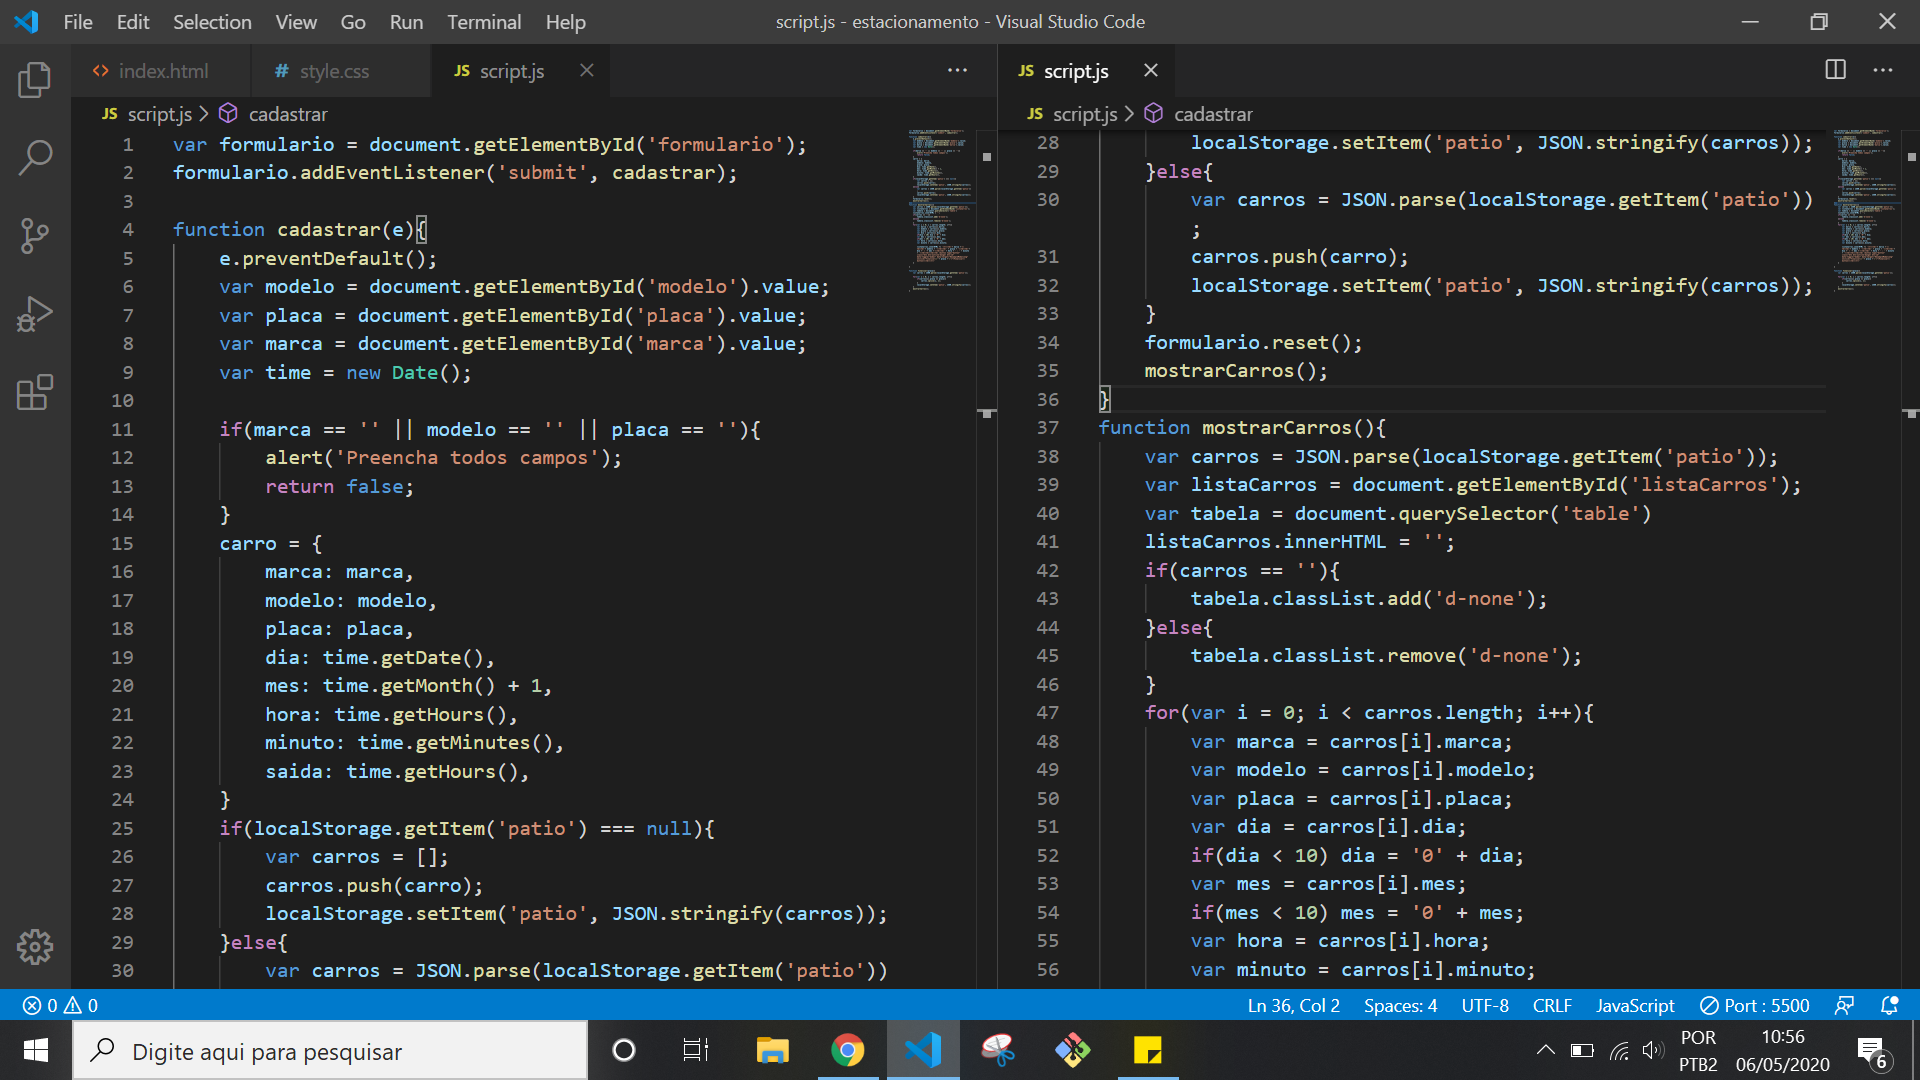 File Edit Selection View Go Run Terminal Help script.js - estacionamento - Visual Studio Code
<> index.html # style.css JS script.js
JS script.js > cadastrar
1 var formulario = document.getElementById('formulario');
2 formulario.addEventListener('submit', cadastrar);
3
4 function cadastrar(e){
5 e.preventDefault();
6 var modelo = document.getElementById('modelo').value;
7 var placa = document.getElementById('placa').value;
8 var marca = document.getElementById('marca').value;
9 var time = new Date();
10
11 if(marca == '' || modelo == '' || placa == ''){
12 alert('Preencha todos campos');
13 return false;
14 }
15 carro = {
16 marca: marca,
17 modelo: modelo,
18 placa: placa,
19 dia: time.getDate(),
20 mes: time.getMonth() + 1,
21 hora: time.getHours(),
22 minuto: time.getMinutes(),
23 saida: time.getHours(),
24 }
25 if(localStorage.getItem('patio') === null){
26 var carros = [];
27 carros.push(carro);
28 localStorage.setItem('patio', JSON.stringify(carros));
29 }else{
30 var carros = JSON.parse(localStorage.getItem('patio'))
JS script.js
JS script.js > cadastrar
28 localStorage.setItem('patio', JSON.stringify(carros));
29 }else{
30 var carros = JSON.parse(localStorage.getItem('patio'))
;
31 carros.push(carro);
32 localStorage.setItem('patio', JSON.stringify(carros));
33 }
34 formulario.reset();
35 mostrarCarros();
36 }
37 function mostrarCarros(){
38 var carros = JSON.parse(localStorage.getItem('patio'));
39 var listaCarros = document.getElementById('listaCarros');
40 var tabela = document.querySelector('table')
41 listaCarros.innerHTML = '';
42 if(carros == ''){
43 tabela.classList.add('d-none');
44 }else{
45 tabela.classList.remove('d-none');
46 }
47 for(var i = 0; i < carros.length; i++){
48 var marca = carros[i].marca;
49 var modelo = carros[i].modelo;
50 var placa = carros[i].placa;
51 var dia = carros[i].dia;
52 if(dia < 10) dia = '0' + dia;
53 var mes = carros[i].mes;
54 if(mes < 10) mes = '0' + mes;
55 var hora = carros[i].hora;
56 var minuto = carros[i].minuto;
0 0 Ln 36, Col 2 Spaces: 4 UTF-8 CRLF JavaScript Port : 5500
Digite aqui para pesquisar
POR
PTB2
10:56
06/05/2020
6